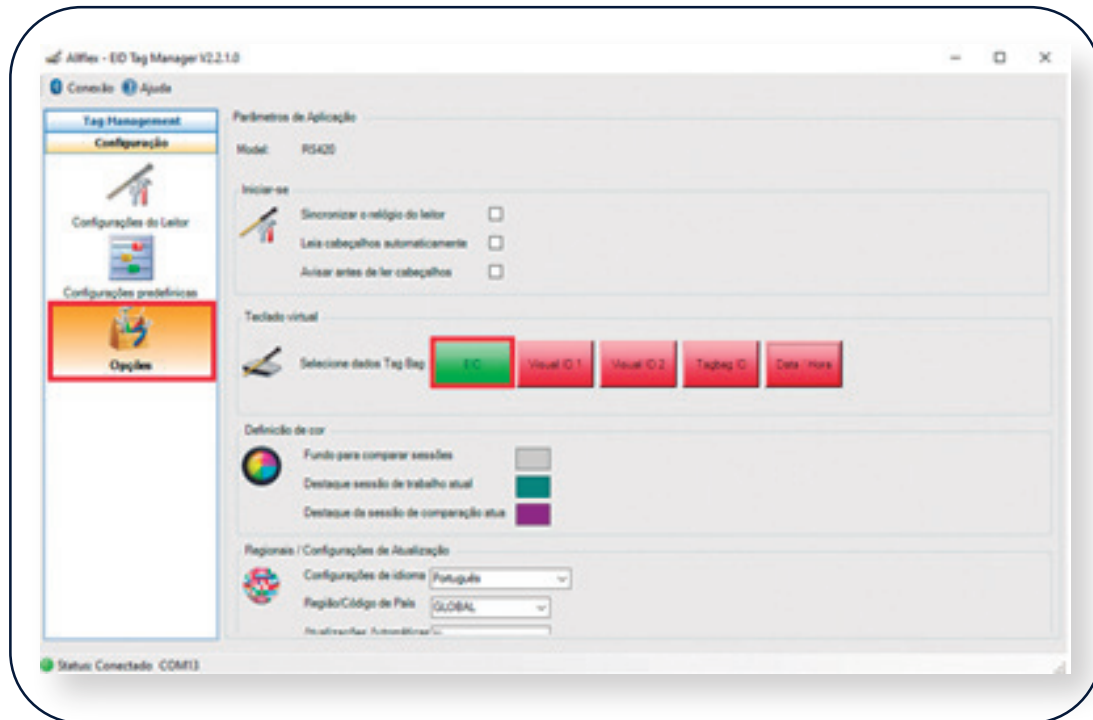 Allflex - EID Tag Manager V2.2.1.0
Conexão Ajuda
Tag Management
Configuração
Configurações do Leitor
Configurações predefinicas
Opções
Parâmetros de Aplicação
Model: RS420
Iniciar-se
Sincronizar o relógio do leitor
Leia cabeçalhos automaticamente
Avisar antes de ler cabeçalhos
Teclado virtual
Selecione dados Tag Bag Visual ID 1 Visual ID 2 Tagbag ID Data / Hora
Definicão de cor
Fundo para comparar sessões
Destaque sessão de trabalho atual
Destaque da sessão de comparação atua
Regionais / Configurações de Atualização
Configurações de idioma Português
Região/Código de País GLOBAL
Status: Conectado COM13